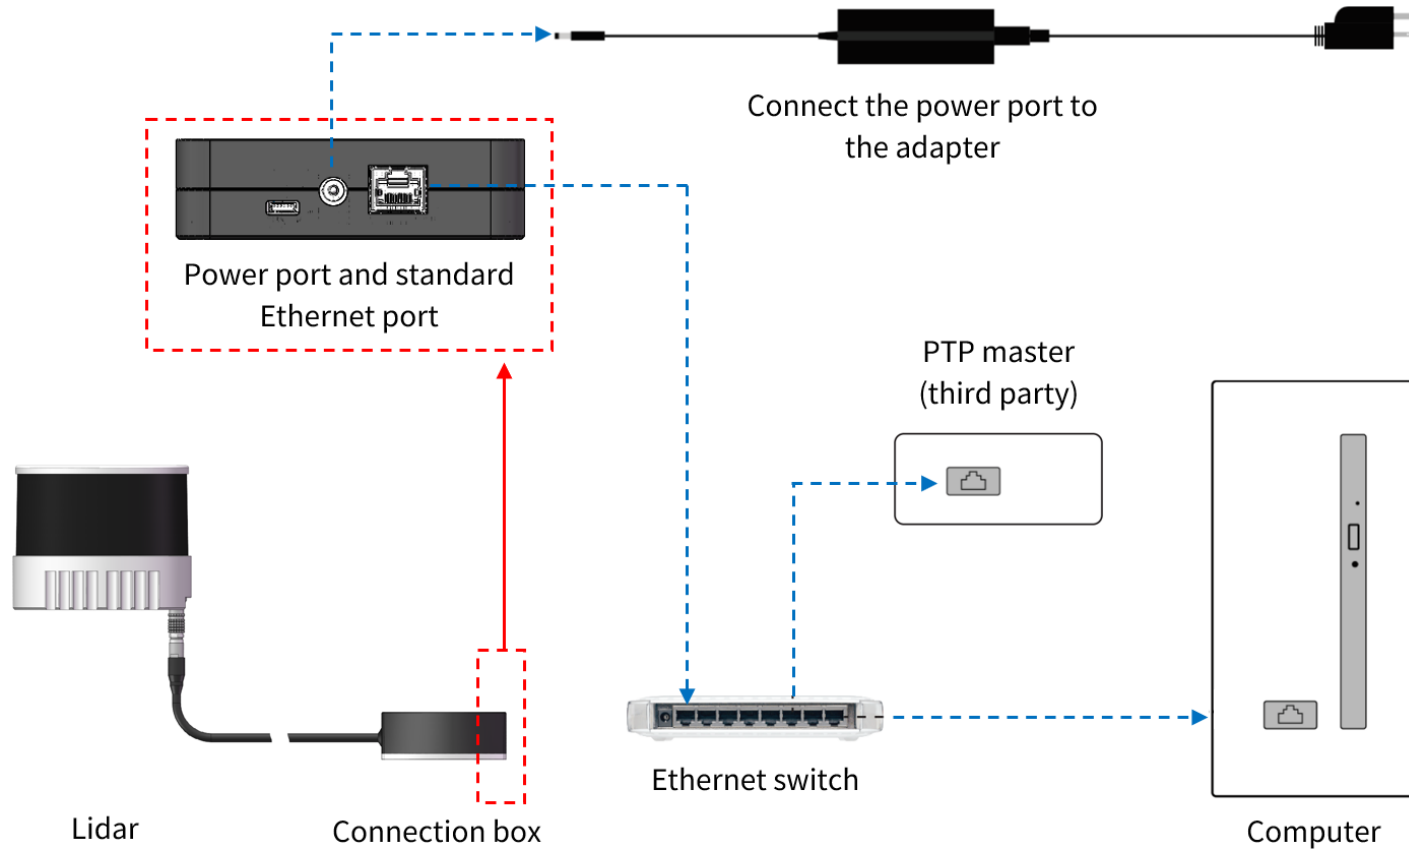 Connect the power port to
the adapter
Power port and standard
Ethernet port
PTP master
(third party)
Ethernet switch
Lidar
Connection box
Computer